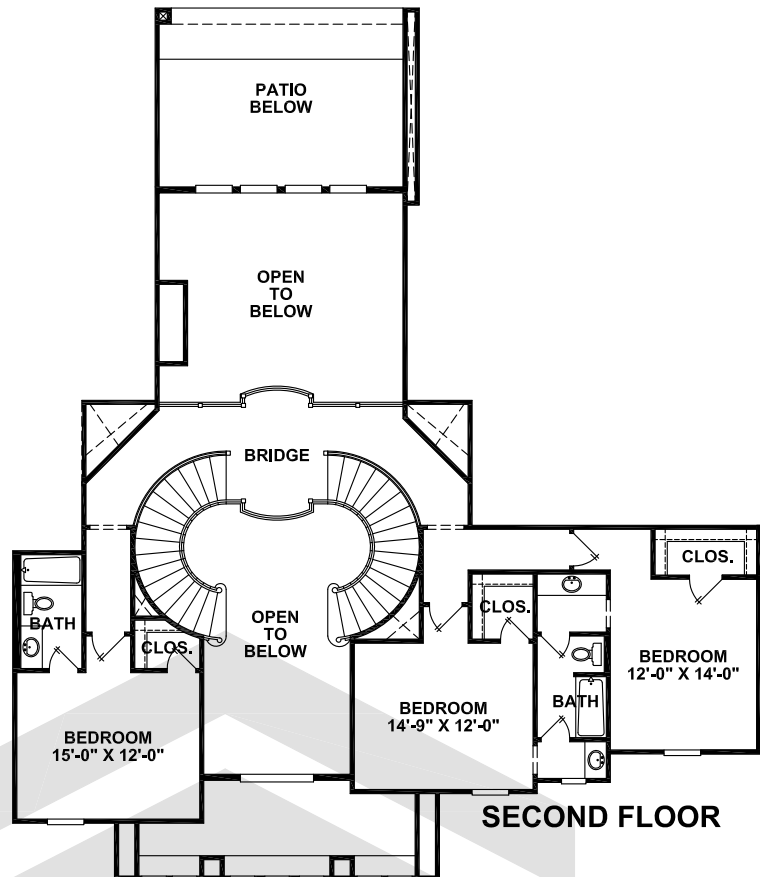 PATIO
BELOW
OPEN
TO
BELOW
BRIDGE
CLOS.
CLOS.
BATH
OPEN
TO
BELOW
CLOS.
BEDROOM
12'-0" X 14'-0"
BATH
BEDROOM
14'-9" X 12'-0"
BEDROOM
15'-0" X 12'-0"
SECOND FLOOR